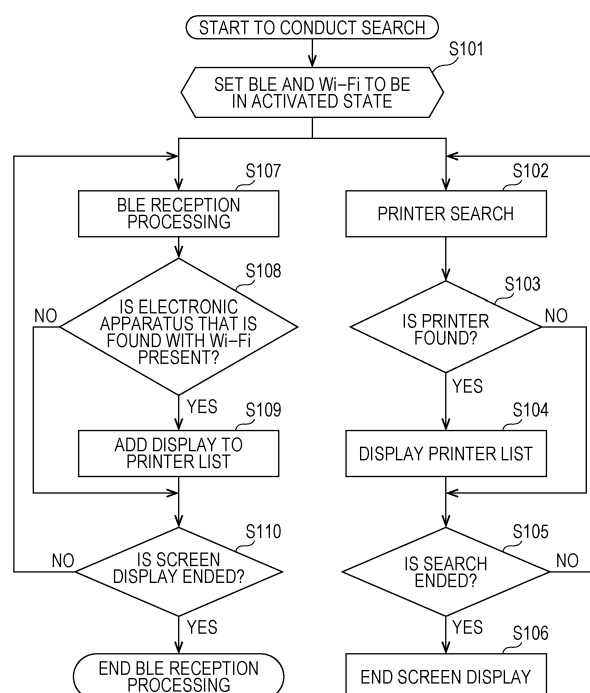 START TO CONDUCT SEARCH
S101
SET BLE AND Wi-Fi TO BE
IN ACTIVATED STATE
S107
BLE RECEPTION
PROCESSING
S108
IS ELECTRONIC
APPARATUS THAT IS
FOUND WITH Wi-Fi
PRESENT?
NO
YES
S109
ADD DISPLAY TO
PRINTER LIST
S110
IS SCREEN
DISPLAY ENDED?
NO
YES
END BLE RECEPTION
PROCESSING
S102
PRINTER SEARCH
S103
IS PRINTER
FOUND?
NO
YES
S104
DISPLAY PRINTER LIST
S105
IS SEARCH
ENDED?
NO
YES
S106
END SCREEN DISPLAY